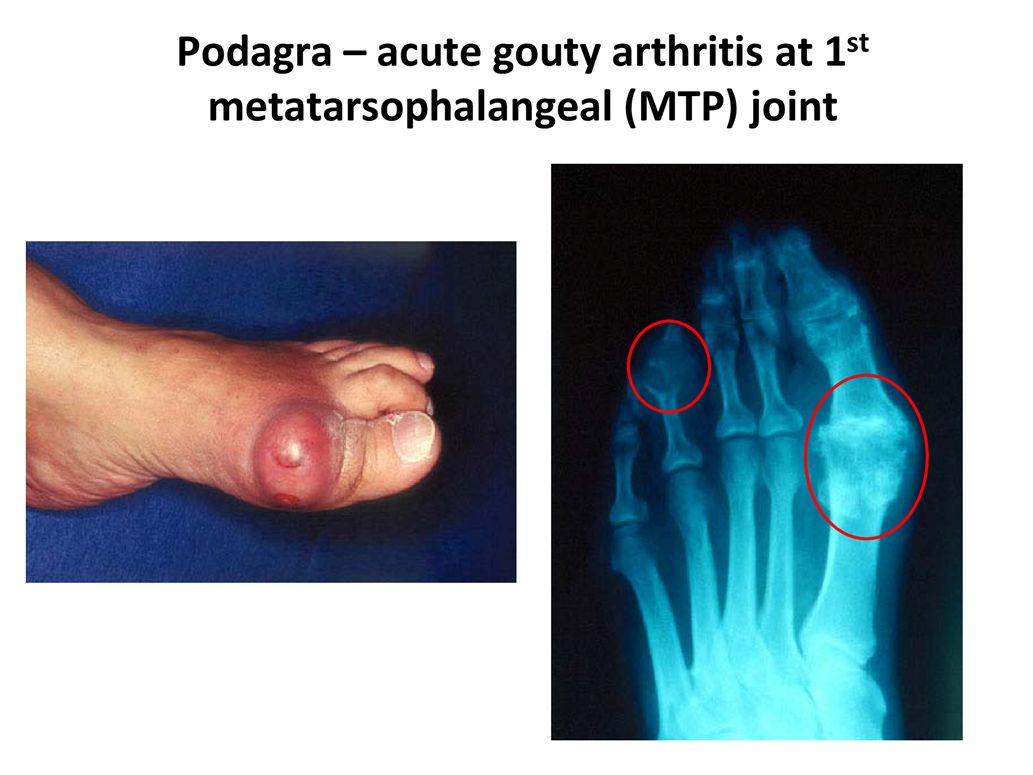 Podagra – acute gouty arthritis at 1st
metatarsophalangeal (MTP) joint